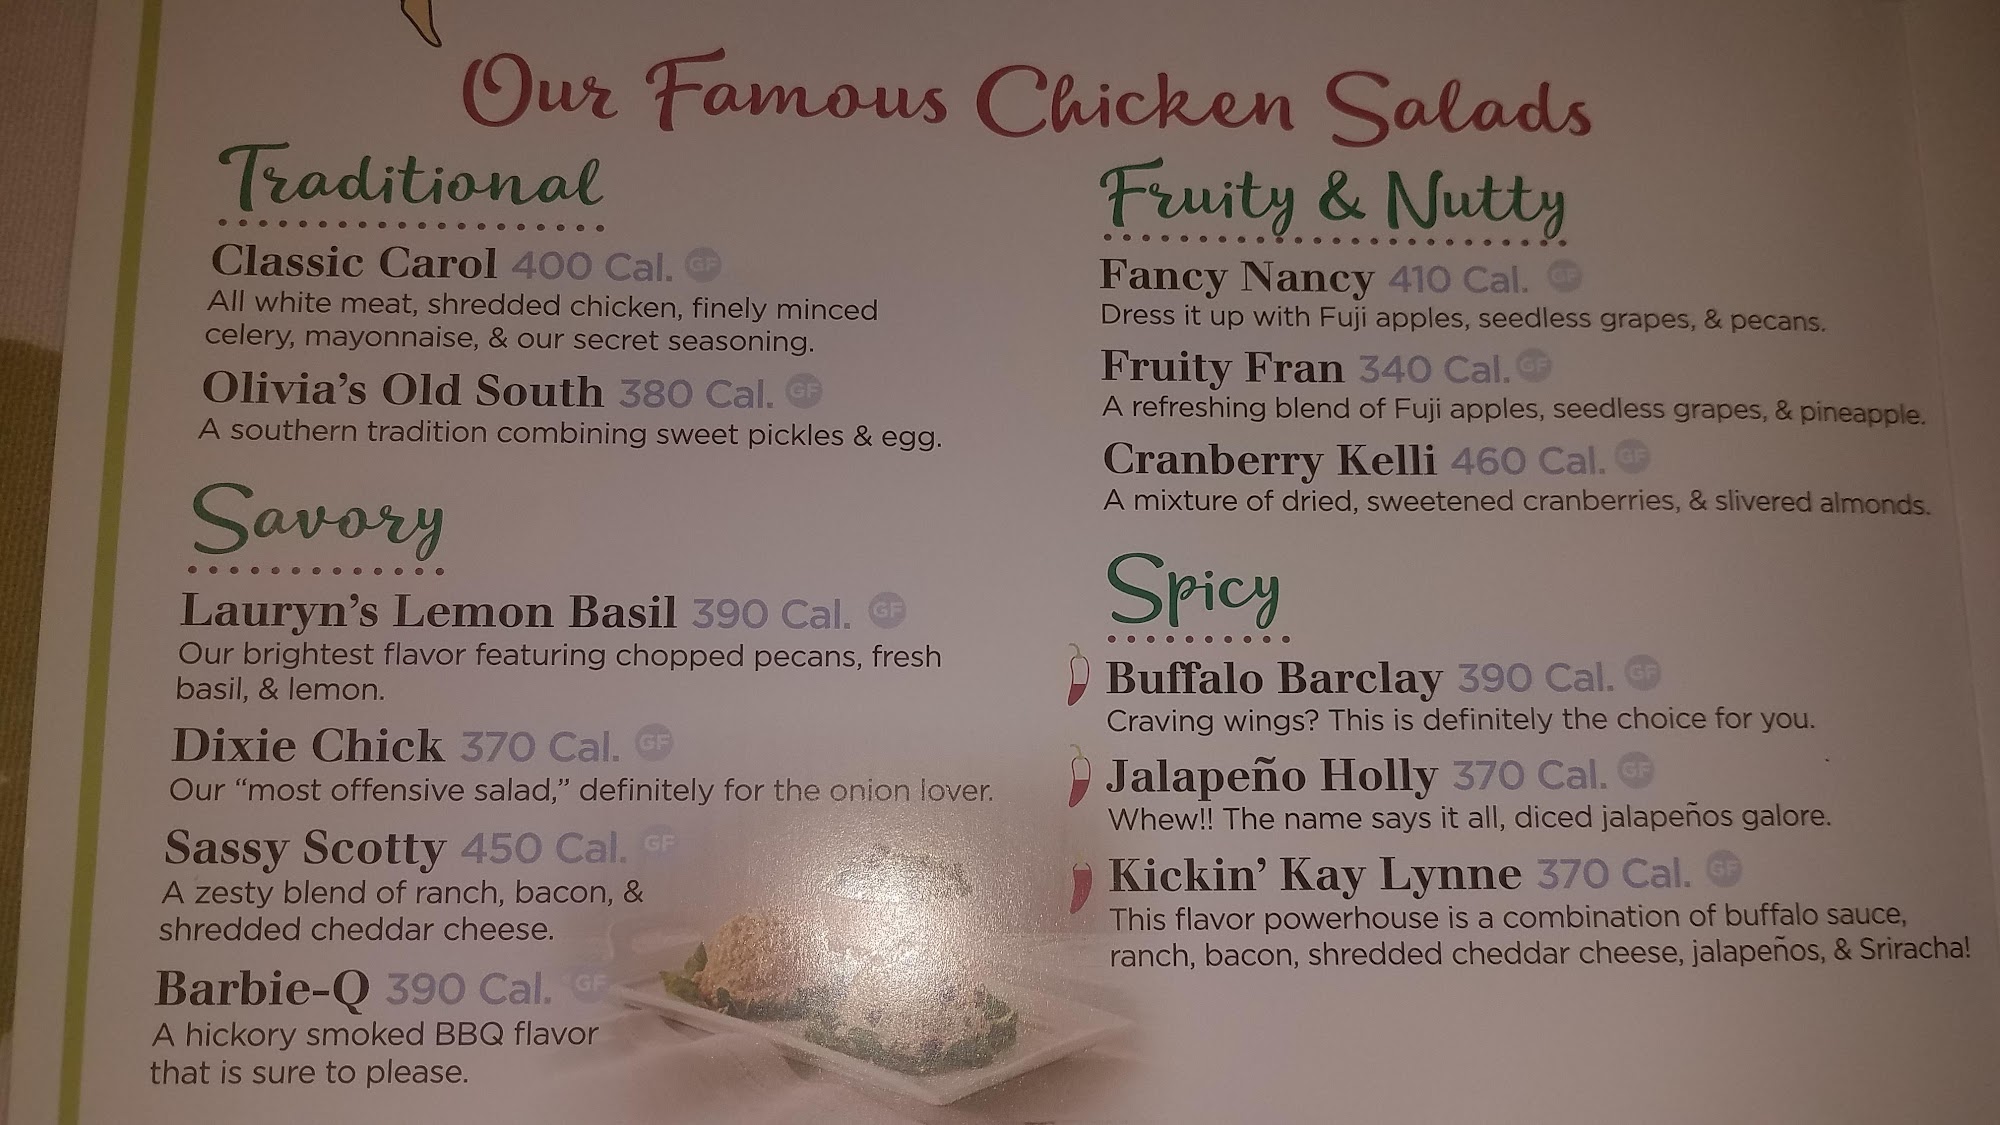 Our Famous Chicken Salads
Traditional
Classic Carol 400 Cal. GF
All white meat, shredded chicken, finely minced
celery, mayonnaise, & our secret seasoning.
Olivia's Old South 380 Cal. GF
A southern tradition combining sweet pickles & egg.
Savory
Lauryn's Lemon Basil 390 Cal. GF
Our brightest flavor featuring chopped pecans, fresh
basil, & lemon.
Dixie Chick 370 Cal. GF
Our “most offensive salad,” definitely for the onion lover.
Sassy Scotty 450 Cal. GF
A zesty blend of ranch, bacon, &
shredded cheddar cheese.
Barbie-Q 390 Cal. GF
A hickory smoked BBQ flavor
that is sure to please.
Fruity & Nutty
Fancy Nancy 410 Cal. GF
Dress it up with Fuji apples, seedless grapes, & pecans.
Fruity Fran 340 Cal. GF
A refreshing blend of Fuji apples, seedless grapes, & pineapple.
Cranberry Kelli 460 Cal. GF
A mixture of dried, sweetened cranberries, & slivered almonds.
Spicy
Buffalo Barclay 390 Cal. GF
Craving wings? This is definitely the choice for you.
Jalapeño Holly 370 Cal. GF
Whew!! The name says it all, diced jalapeños galore.
Kickin' Kay Lynne 370 Cal. GF
This flavor powerhouse is a combination of buffalo sauce,
ranch, bacon, shredded cheddar cheese, jalapeños, & Sriracha!